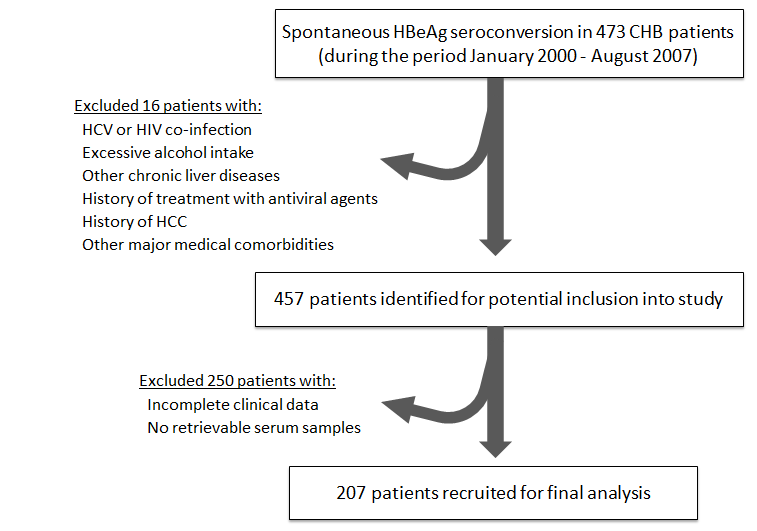 Spontaneous HBeAg seroconversion in 473 CHB patients
(during the period January 2000 - August 2007)
Excluded 16 patients with:
HCV or HIV co-infection
Excessive alcohol intake
Other chronic liver diseases
History of treatment with antiviral agents
History of HCC
Other major medical comorbidities
457 patients identified for potential inclusion into study
Excluded 250 patients with:
Incomplete clinical data
No retrievable serum samples
207 patients recruited for final analysis